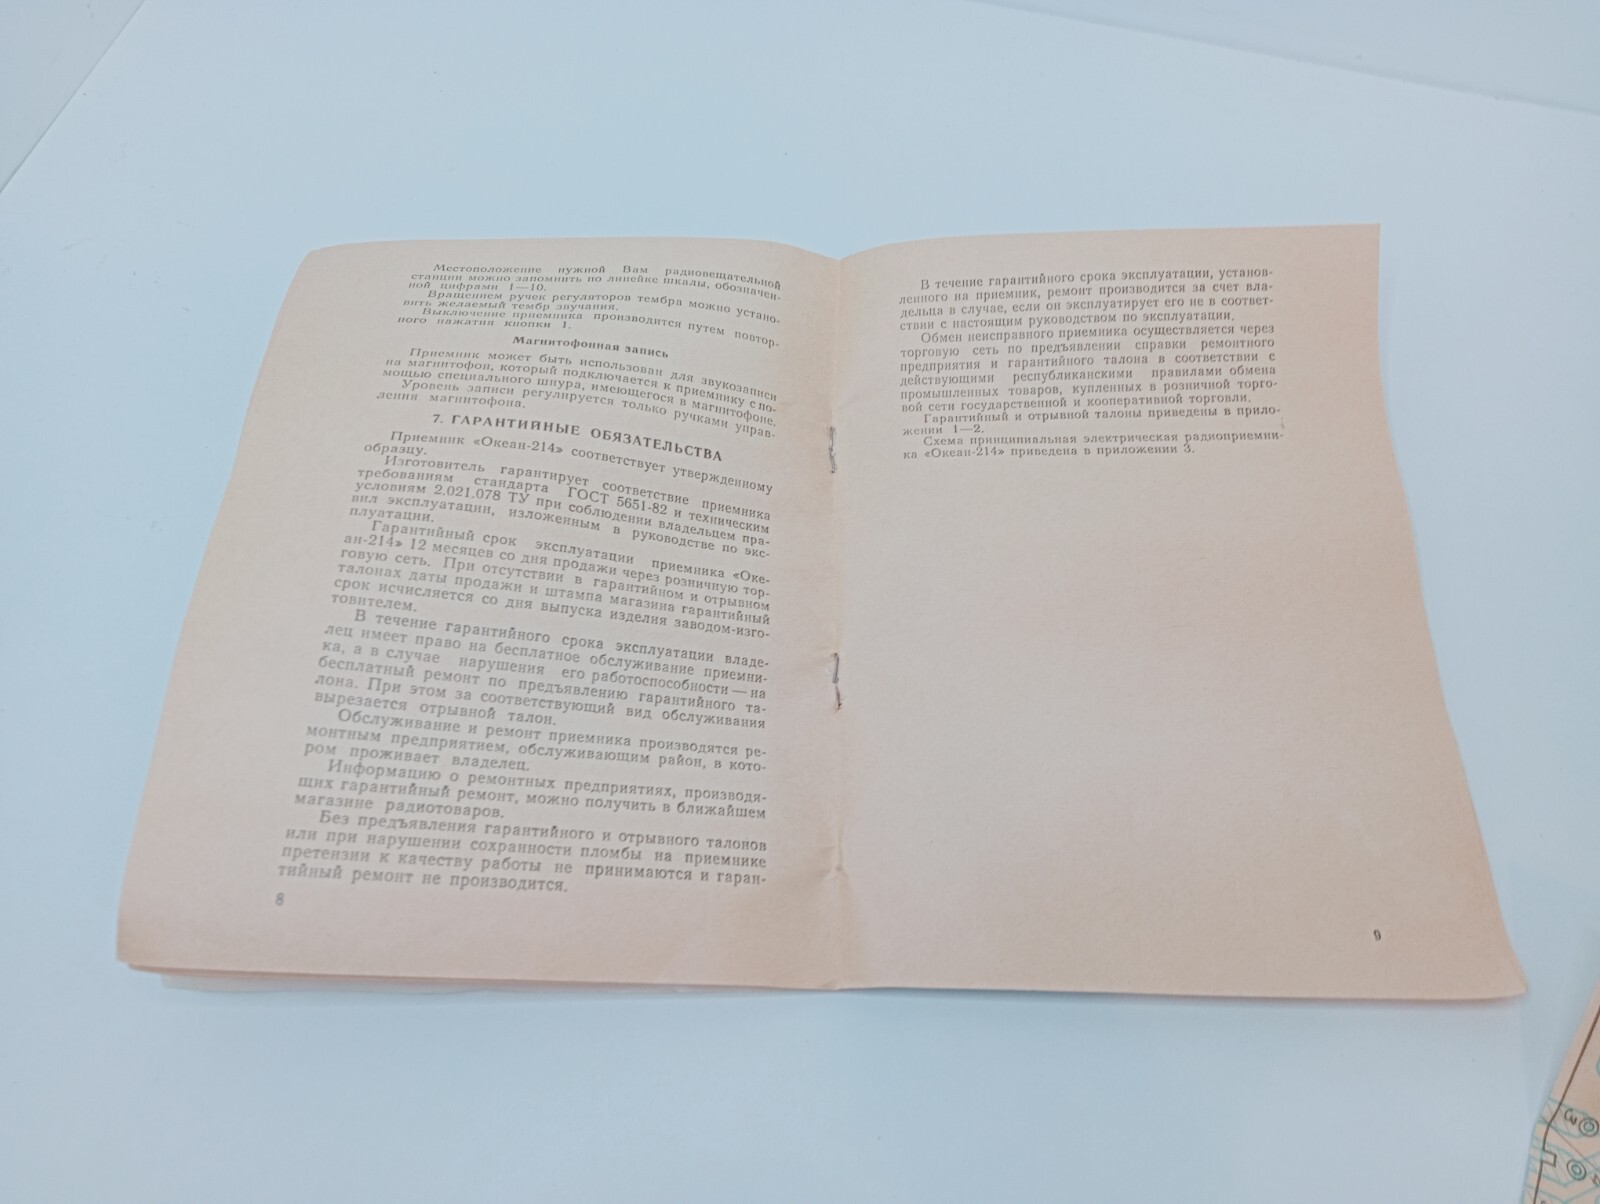 Местоположение нужной Вам радиовещательной
станции можно запомнить по линейке шкалы, обозначен-
ной цифрами 1—10.
Вращением ручек регуляторов тембра можно устано-
вить желаемый тембр звучания.
Выключение приемника производится путем повтор-
ного нажатия кнопки 1.
Магнитофонная запись
Приемник может быть использован для звукозаписи
на магнитофон, который подключается к приемнику с по-
мощью специального шнура, имеющегося в магнитофоне.
Уровень записи регулируется только ручками управ-
ления магнитофона.
7. ГАРАНТИЙНЫЕ ОБЯЗАТЕЛЬСТВА
Приемник «Океан-214» соответствует утвержденному
образцу.
Изготовитель гарантирует соответствие приемника
требованиям стандарта ГОСТ 5651-82 и техническим
условиям 2.021.078 ТУ при соблюдении владельцем пра-
вил эксплуатации, изложенным в руководстве по экс-
плуатации.
Гарантийный срок эксплуатации приемника «Оке-
ан-214» 12 месяцев со дня продажи через розничную тор-
говую сеть. При отсутствии в гарантийном и отрывном
талонах даты продажи и штампа магазина гарантийный
срок исчисляется со дня выпуска изделия заводом-изго-
товителем.
В течение гарантийного срока эксплуатации владе-
лец имеет право на бесплатное обслуживание приемни-
ка, а в случае нарушения его работоспособности — на
бесплатный ремонт по предъявлению гарантийного та-
лона. При этом за соответствующий вид обслуживания
вырезается отрывной талон.
Обслуживание и ремонт приемника производятся ре-
монтным предприятием, обслуживающим район, в кото-
ром проживает владелец.
Информацию о ремонтных предприятиях, производя-
щих гарантийный ремонт, можно получить в ближайшем
магазине радиотоваров.
Без предъявления гарантийного и отрывного талонов
или при нарушении сохранности пломбы на приемнике
претензии к качеству работы не принимаются и гаран-
тийный ремонт не производится.
8
В течение гарантийного срока эксплуатации, установ-
ленного на приемник, ремонт производится за счет вла-
дельца в случае, если он эксплуатирует его не в соответ-
ствии с настоящим руководством по эксплуатации.
Обмен неисправного приемника осуществляется через
торговую сеть по предъявлении справки ремонтного
предприятия и гарантийного талона в соответствии с
действующими республиканскими правилами обмена
промышленных товаров, купленных в розничной торго-
вой сети государственной и кооперативной торговли.
Гарантийный и отрывной талоны приведены в прило-
жении 1—2.
Схема принципиальная электрическая радиоприемни-
ка «Океан-214» приведена в приложении 3.
9